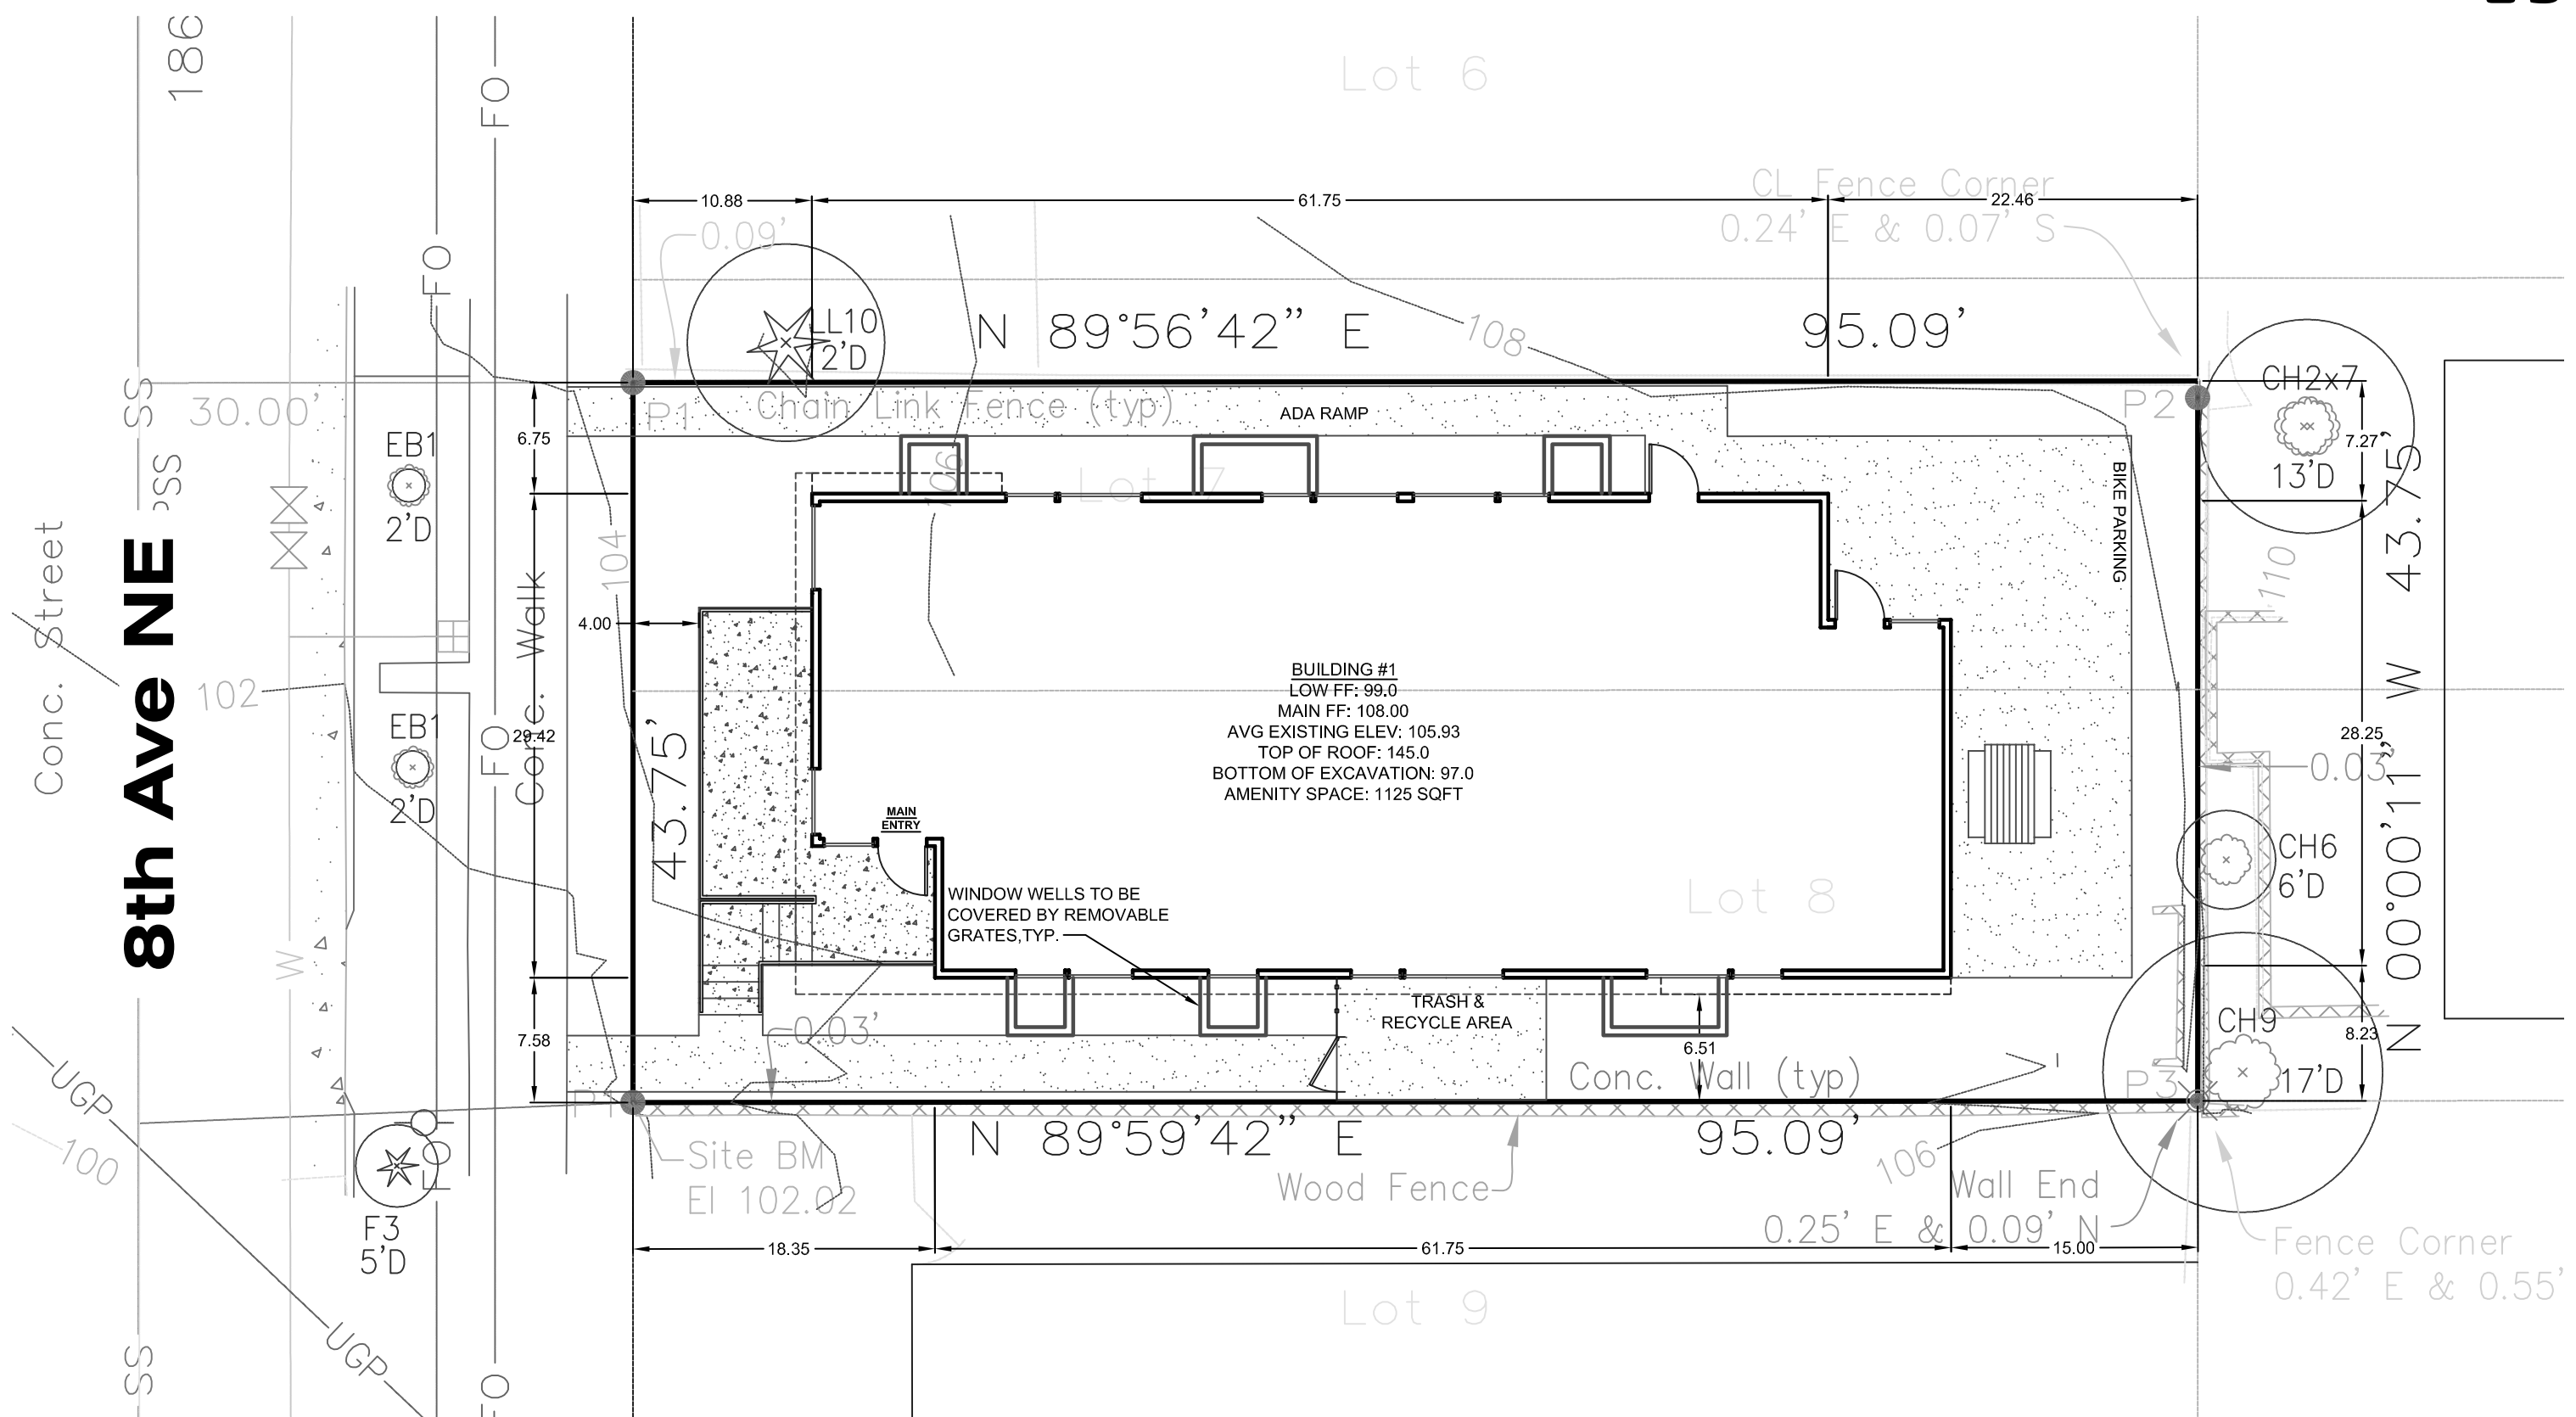 186
FO
Lot 6
CL Fence Corner
0.24' E & 0.07' S
10.88
61.75
22.46
0.09'
FO
LL10
12'D
N 89°56'42" E
95.09'
108
SS
30.00'
P1
Chain Link Fence (typ)
ADA RAMP
P2
CH2x7
13'D
7.27
43.75'
6.75
EB1
2'D
PSS
106
Lot 7
BIKE PARKING
110
104
4.00
Conc. Street
8th Ave NE
Conc. Walk
102
EB1
2'D
FO
29.42
43.75'
BUILDING #1
LOW FF: 99.0
MAIN FF: 108.00
AVG EXISTING ELEV: 105.93
TOP OF ROOF: 145.0
BOTTOM OF EXCAVATION: 97.0
AMENITY SPACE: 1125 SQFT
28.25
0.03'
N 00°00'11" W
MAIN
ENTRY
WINDOW WELLS TO BE
COVERED BY REMOVABLE
GRATES,TYP.
Lot 8
CH6
6'D
W
TRASH &
RECYCLE AREA
0.03'
7.58
6.51
Conc. Wall (typ)
CH9
17'D
8.23
P3
UGP
100
FO
F3
5'D
N 89°59'42" E
95.09'
Site BM
El 102.02
Wood Fence
106
Wall End
0.25' E & 0.09' N
Fence Corner
0.42' E & 0.55'
18.35
61.75
15.00
Lot 9
UGP
SS
FO